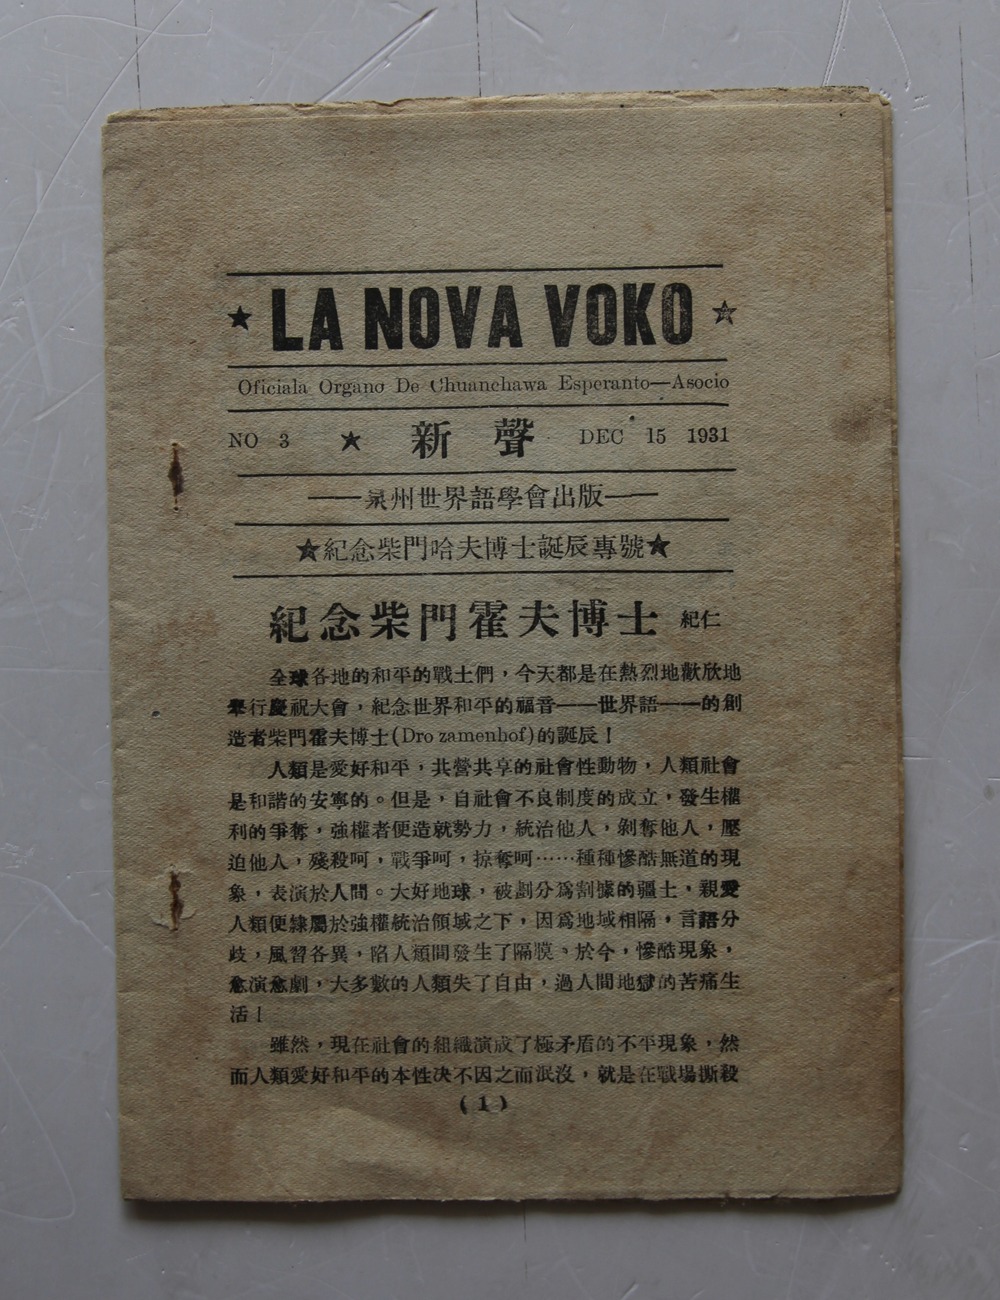 ★ LA NOVA VOKO ★
Oficiala Organo De Chuanchawa Esperanto—Asocio
NO 3 ★ 新聲 DEC 15 1931
——泉州世界語學會出版——
★紀念柴門哈夫博士誕辰專號★
紀念柴門霍夫博士 紀仁
全球各地的和平的戰士們，今天都是在熱烈地歡欣地
舉行慶祝大會，紀念世界和平的福音——世界語——的創
造者柴門霍夫博士(Dro zamenhof)的誕辰！
人類是愛好和平，共營共享的社會性動物，人類社會
是和諧的安寧的。但是，自社會不良制度的成立，發生權
利的爭奪，強權者便造就勢力，統治他人，剝奪他人，壓
迫他人，殘殺呵，戰爭呵，掠奪呵……種種慘酷無道的現
象，表演於人間。大好地球，被劃分爲割據的疆土，親愛
人類便隸屬於強權統治領域之下，因爲地域相隔，言語分
歧，風習各異，陷人類間發生了隔膜。於今，慘酷現象，
愈演愈劇，大多數的人類失了自由，過人間地獄的苦痛生
活！
雖然，現在社會的組織演成了極矛盾的不平現象，然
而人類愛好和平的本性決不因之而泯沒，就是在戰場撕殺
(1)